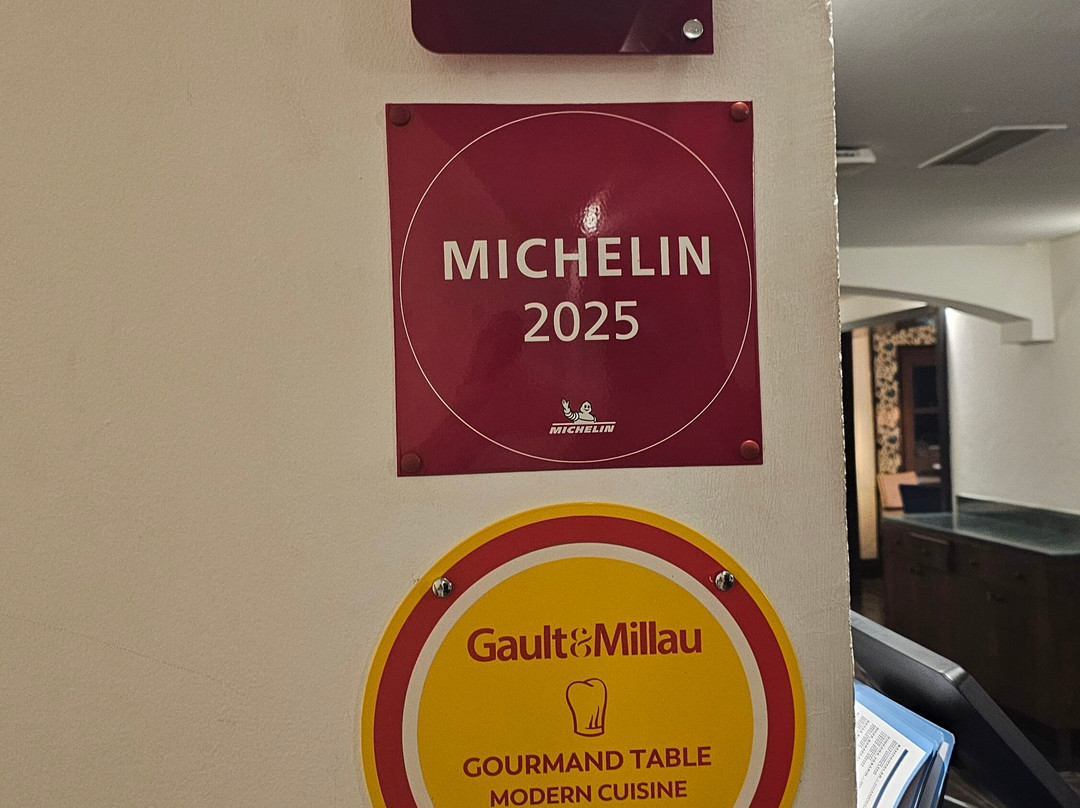 MICHELIN
2025
MICHELIN
Gault&Millau
GOURMAND TABLE
MODERN CUISINE